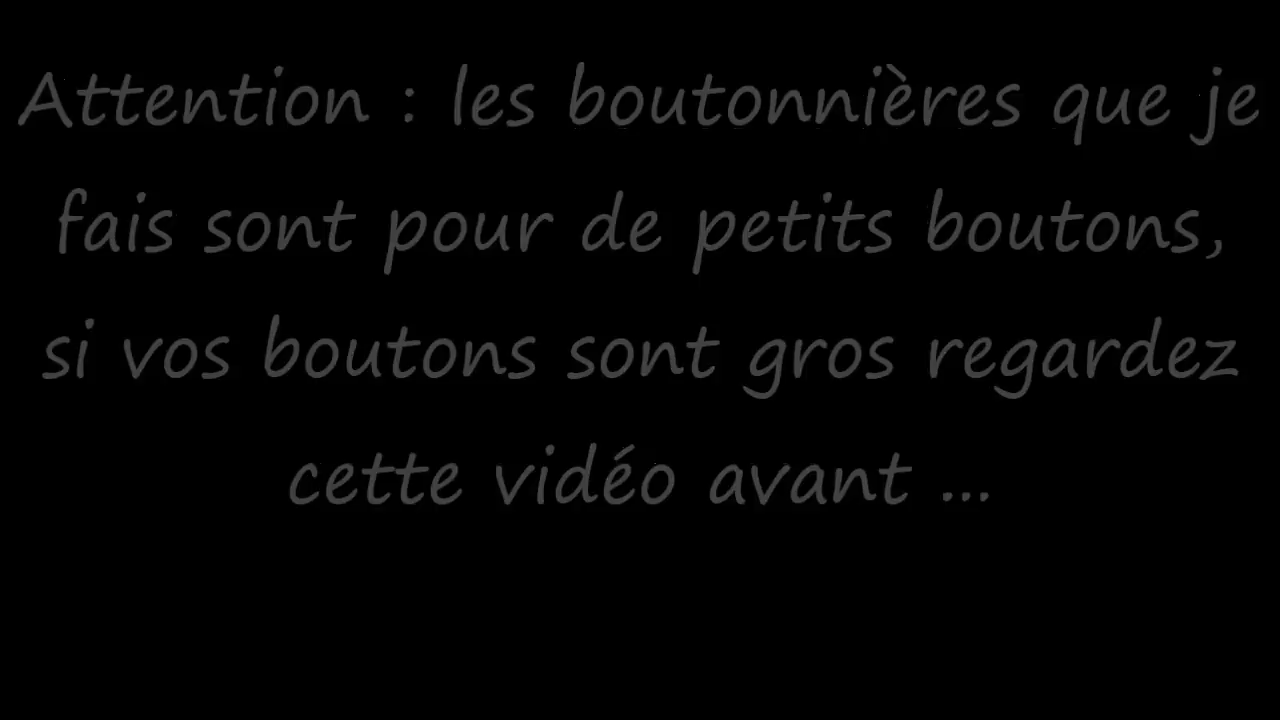 Attention : les boutonnières que je
fais sont pour de petits boutons,
si vos boutons sont gros regardez
cette vidéo avant ...